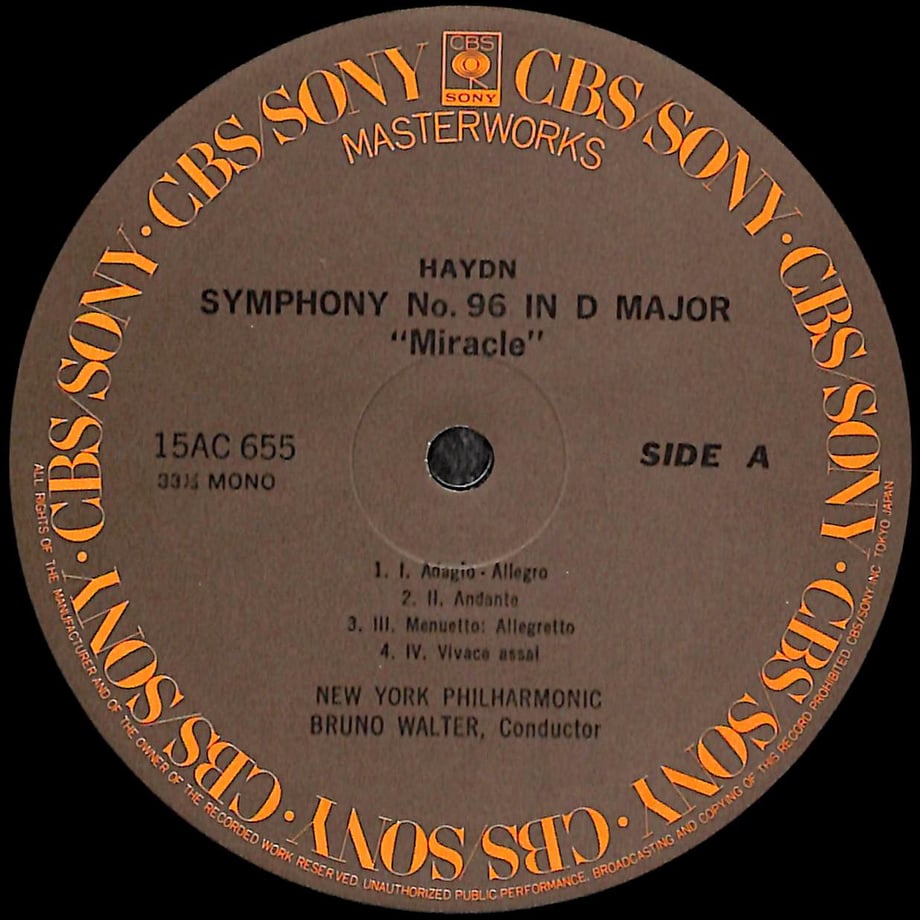 CBS
SONY
CBS/SONY · CBS/SONY · CBS/SONY · CBS/SONY · CBS/SONY · CBS/SONY · CBS/SONY · CBS/SONY
MASTERWORKS
HAYDN
SYMPHONY No. 96 IN D MAJOR
“Miracle”
15AC 655
33⅓ MONO
SIDE A
1. I. Adagio - Allegro
2. II. Andante
3. III. Menuetto: Allegretto
4. IV. Vivace assai
NEW YORK PHILHARMONIC
BRUNO WALTER, Conductor
ALL RIGHTS OF THE MANUFACTURER AND OF THE OWNER OF THE RECORDED WORK RESERVED. UNAUTHORIZED PUBLIC PERFORMANCE, BROADCASTING AND COPYING OF THIS RECORD PROHIBITED. CBS/SONY INC. TOKYO JAPAN